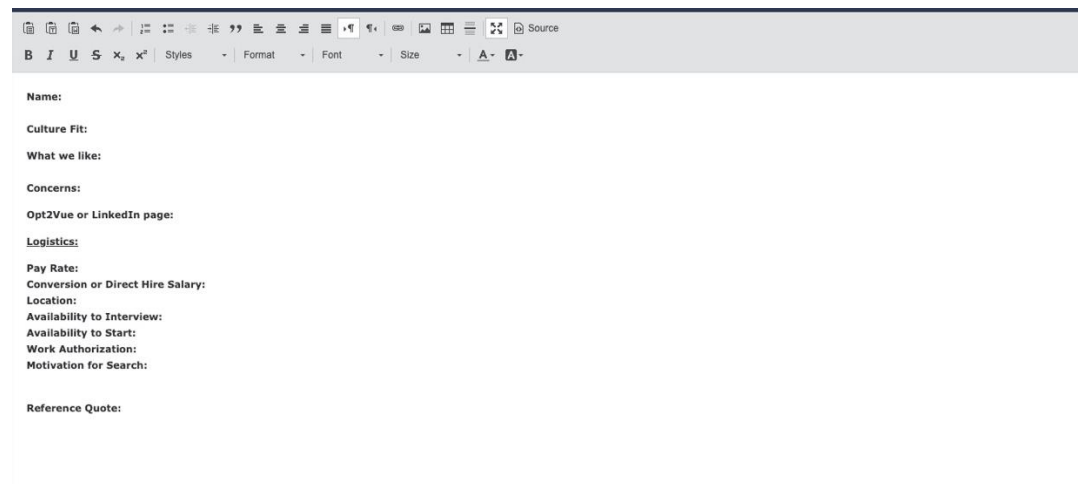 Source
B I U S x₂ x² Styles Format Font Size A A
Name:
Culture Fit:
What we like:
Concerns:
Opt2Vue or LinkedIn page:
Logistics:
Pay Rate:
Conversion or Direct Hire Salary:
Location:
Availability to Interview:
Availability to Start:
Work Authorization:
Motivation for Search:
Reference Quote: